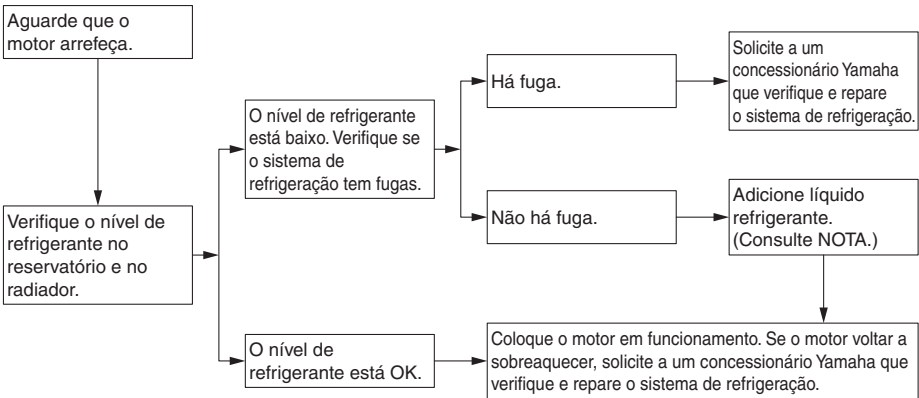 Aguarde que o
motor arrefeça.
Verifique o nível de
refrigerante no
reservatório e no
radiador.
O nível de refrigerante
está baixo. Verifique se
o sistema de
refrigeração tem fugas.
O nível de
refrigerante está OK.
Há fuga.
Não há fuga.
Solicite a um
concessionário Yamaha
que verifique e repare
o sistema de refrigeração.
Adicione líquido
refrigerante.
(Consulte NOTA.)
Coloque o motor em funcionamento. Se o motor voltar a
sobreaquecer, solicite a um concessionário Yamaha que
verifique e repare o sistema de refrigeração.